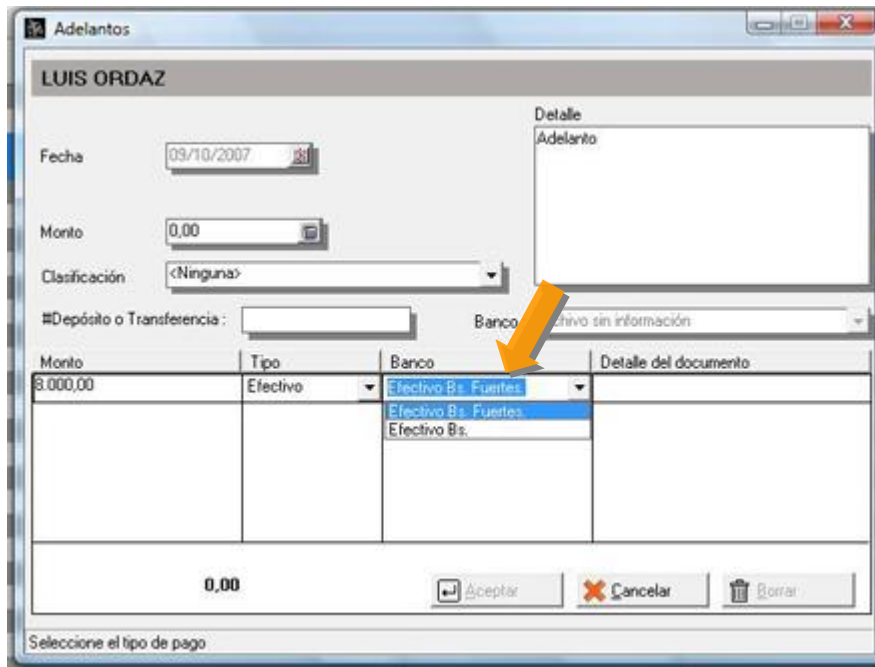 Adelantos
LUIS ORDAZ
Detalle
Adelanto
Fecha 09/10/2007
Monto 0,00
Clasificación <Ninguna>
#Depósito o Transferencia : Banco sin información
Monto Tipo Banco Detalle del documento
8.000,00 Efectivo Efectivo Bs. Fuertes.
Efectivo Bs. Fuertes.
Efectivo Bs.
0,00 Aceptar Cancelar Borrar
Seleccione el tipo de pago